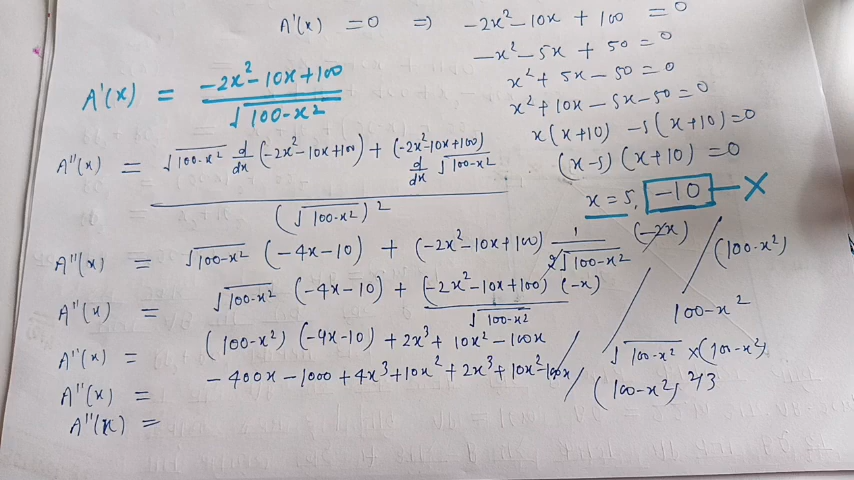 A'(x) = 0 ⇒ -2x² - 10x + 100 = 0
-x² - 5x + 50 = 0
x² + 5x - 50 = 0
x² + 10x - 5x - 50 = 0
x(x+10) -5(x+10) = 0
(x-5)(x+10) = 0
x = 5, -10 — X
A'(x) = (-2x² - 10x + 100) / √(100-x²)
A''(x) = [√(100-x²) d/dx (-2x² - 10x + 100) + (-2x² - 10x + 100) d/dx √(100-x²)] / (√(100-x²))²
A''(x) = √(100-x²) (-4x-10) + (-2x² - 10x + 100) 1/(2√(100-x²)) (-2x) / (100-x²)
A''(x) = √(100-x²) (-4x-10) + (-2x² - 10x + 100)(-x) / √(100-x²) / 100-x²
A''(x) = (100-x²)(-4x-10) + 2x³ + 10x² - 100x / √(100-x²) × (100-x²)
A''(x) = -400x - 1000 + 4x³ + 10x² + 2x³ + 10x² - 100x / (100-x²)^2/3
A''(x) =